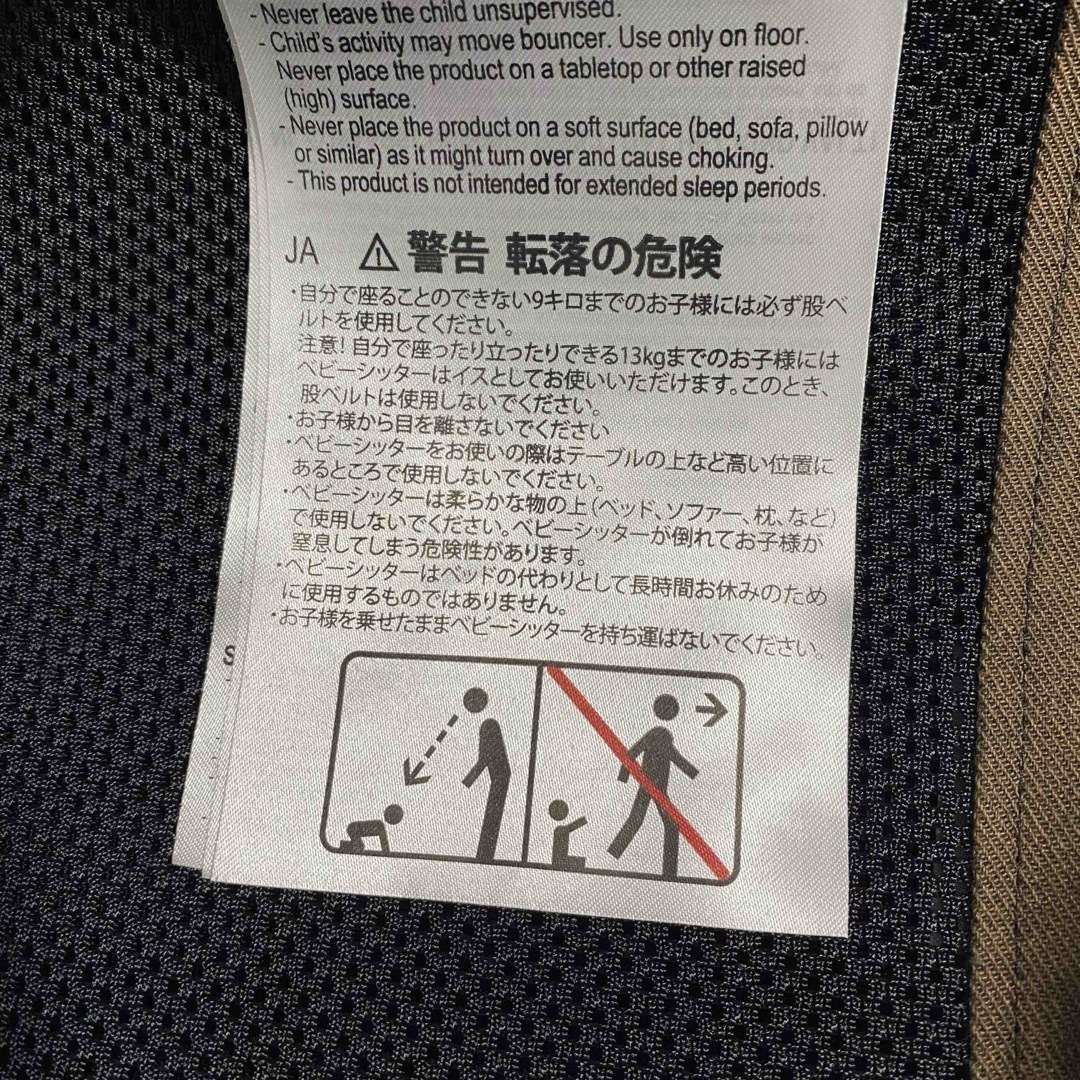 - Never leave the child unsupervised.
- Child's activity may move bouncer. Use only on floor.
Never place the product on a tabletop or other raised
(high) surface.
- Never place the product on a soft surface (bed, sofa, pillow
or similar) as it might turn over and cause choking.
- This product is not intended for extended sleep periods.
JA ⚠ 警告 転落の危険
・自分で座ることのできない9キロまでのお子様には必ず股ベ
ルトを使用してください。
注意！自分で座ったり立ったりできる13kgまでのお子様には
ベビーシッターはイスとしてお使いいただけます。このとき、
股ベルトは使用しないでください。
・お子様から目を離さないでください
・ベビーシッターをお使いの際はテーブルの上など高い位置に
あるところで使用しないでください。
・ベビーシッターは柔らかな物の上（ベッド、ソファー、枕、など）
で使用しないでください。ベビーシッターが倒れてお子様が
窒息してしまう危険性があります。
・ベビーシッターはベッドの代わりとして長時間お休みのため
に使用するものではありません。
・お子様を乗せたままベビーシッターを持ち運ばないでください。
S